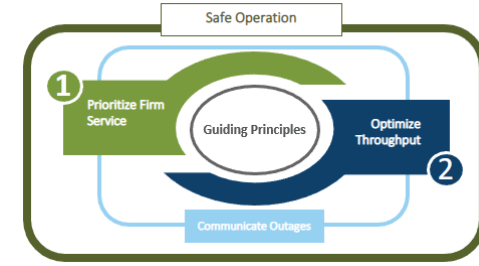 Safe Operation
1
Prioritize Firm
Service
Guiding Principles
Optimize
Throughput
2
Communicate Outages